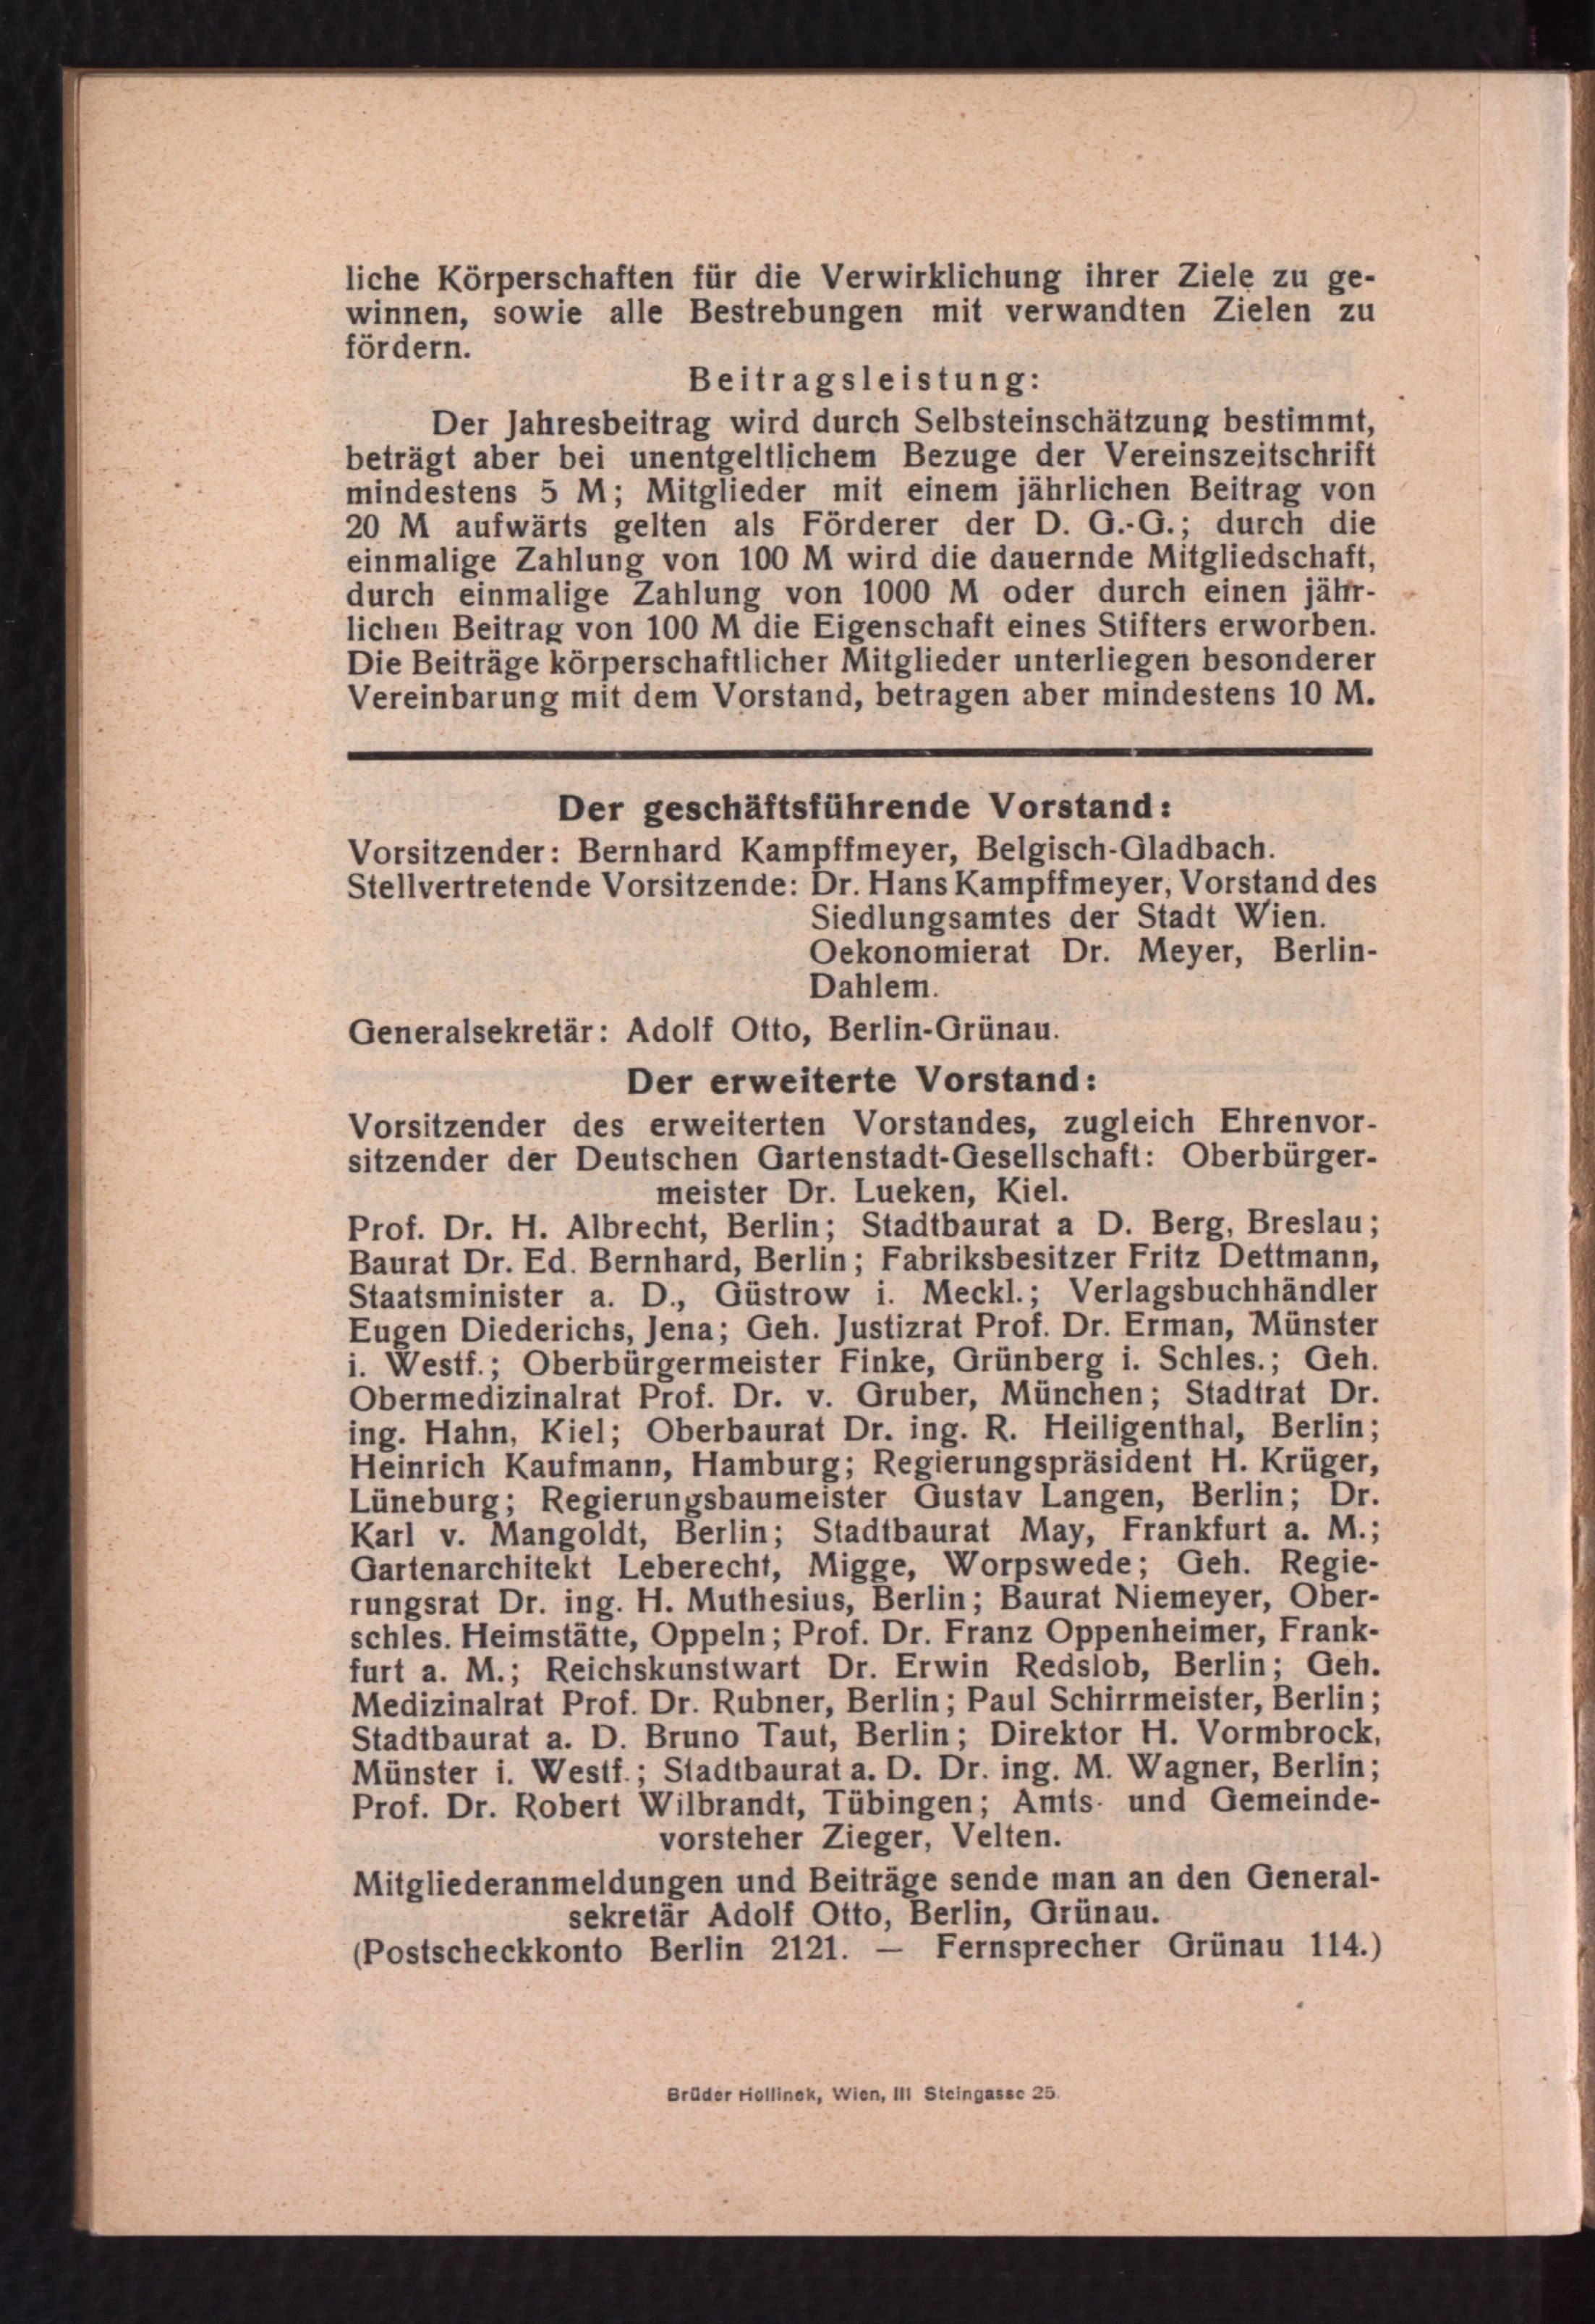 liche Körperschaften für die Verwirklichung ihrer Ziele zu ge-
winnen, sowie alle Bestrebungen mit verwandten Zielen zu
fördern.
Beitragsleistung:
Der Jahresbeitrag wird durch Selbsteinschätzung bestimmt,
beträgt aber bei unentgeltlichem Bezuge der Vereinszeitschrift
mindestens 5 M; Mitglieder mit einem jährlichen Beitrag von
20 M aufwärts gelten als Förderer der D. G.-G.; durch die
einmalige Zahlung von 100 M wird die dauernde Mitgliedschaft,
durch einmalige Zahlung von 1000 M oder durch einen jähr-
lichen Beitrag von 100 M die Eigenschaft eines Stifters erworben.
Die Beiträge körperschaftlicher Mitglieder unterliegen besonderer
Vereinbarung mit dem Vorstand, betragen aber mindestens 10 M.
Der geschäftsführende Vorstand:
Vorsitzender: Bernhard Kampffmeyer, Belgisch-Gladbach.
Stellvertretende Vorsitzende: Dr. Hans Kampffmeyer, Vorstand des
Siedlungsamtes der Stadt Wien.
Oekonomierat Dr. Meyer, Berlin-
Dahlem.
Generalsekretär: Adolf Otto, Berlin-Grünau.
Der erweiterte Vorstand:
Vorsitzender des erweiterten Vorstandes, zugleich Ehrenvor-
sitzender der Deutschen Gartenstadt-Gesellschaft: Oberbürger-
meister Dr. Lueken, Kiel.
Prof. Dr. H. Albrecht, Berlin; Stadtbaurat a D. Berg, Breslau;
Baurat Dr. Ed. Bernhard, Berlin; Fabriksbesitzer Fritz Dettmann,
Staatsminister a. D., Güstrow i. Meckl.; Verlagsbuchhändler
Eugen Diederichs, Jena; Geh. Justizrat Prof. Dr. Erman, Münster
i. Westf.; Oberbürgermeister Finke, Grünberg i. Schles.; Geh.
Obermedizinalrat Prof. Dr. v. Gruber, München; Stadtrat Dr.
ing. Hahn, Kiel; Oberbaurat Dr. ing. R. Heiligenthal, Berlin;
Heinrich Kaufmann, Hamburg; Regierungspräsident H. Krüger,
Lüneburg; Regierungsbaumeister Gustav Langen, Berlin; Dr.
Karl v. Mangoldt, Berlin; Stadtbaurat May, Frankfurt a. M.;
Gartenarchitekt Leberecht, Migge, Worpswede; Geh. Regie-
rungsrat Dr. ing. H. Muthesius, Berlin; Baurat Niemeyer, Ober-
schles. Heimstätte, Oppeln; Prof. Dr. Franz Oppenheimer, Frank-
furt a. M.; Reichskunstwart Dr. Erwin Redslob, Berlin; Geh.
Medizinalrat Prof. Dr. Rubner, Berlin; Paul Schirrmeister, Berlin;
Stadtbaurat a. D. Bruno Taut, Berlin; Direktor H. Vormbrock,
Münster i. Westf.; Stadtbaurat a. D. Dr. ing. M. Wagner, Berlin;
Prof. Dr. Robert Wilbrandt, Tübingen; Amts- und Gemeinde-
vorsteher Zieger, Velten.
Mitgliederanmeldungen und Beiträge sende man an den General-
sekretär Adolf Otto, Berlin, Grünau.
(Postscheckkonto Berlin 2121. — Fernsprecher Grünau 114.)
Brüder Hollinek, Wien, III Steingasse 25.